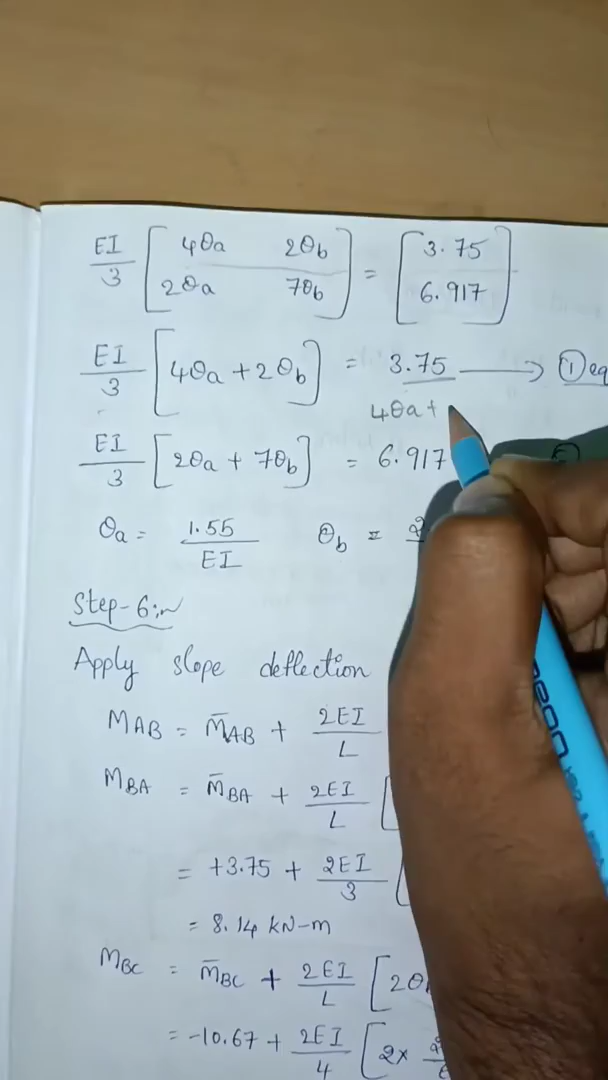 EI/3 [4θa 2θb] = [3.75]
[2θa 7θb] [6.917]
EI/3 [4θa + 2θb] = 3.75 → ① eq
4θa +
EI/3 [2θa + 7θb] = 6.917
θa = 1.55/EI θb =
Step-6:~
Apply slope deflection
MAB = M̅AB + 2EI/L
MBA = M̅BA + 2EI/L [
= +3.75 + 2EI/3 [
= 8.14 kN-m
MBC = M̅BC + 2EI/L [2θ
= -10.67 + 2EI/4 [2×